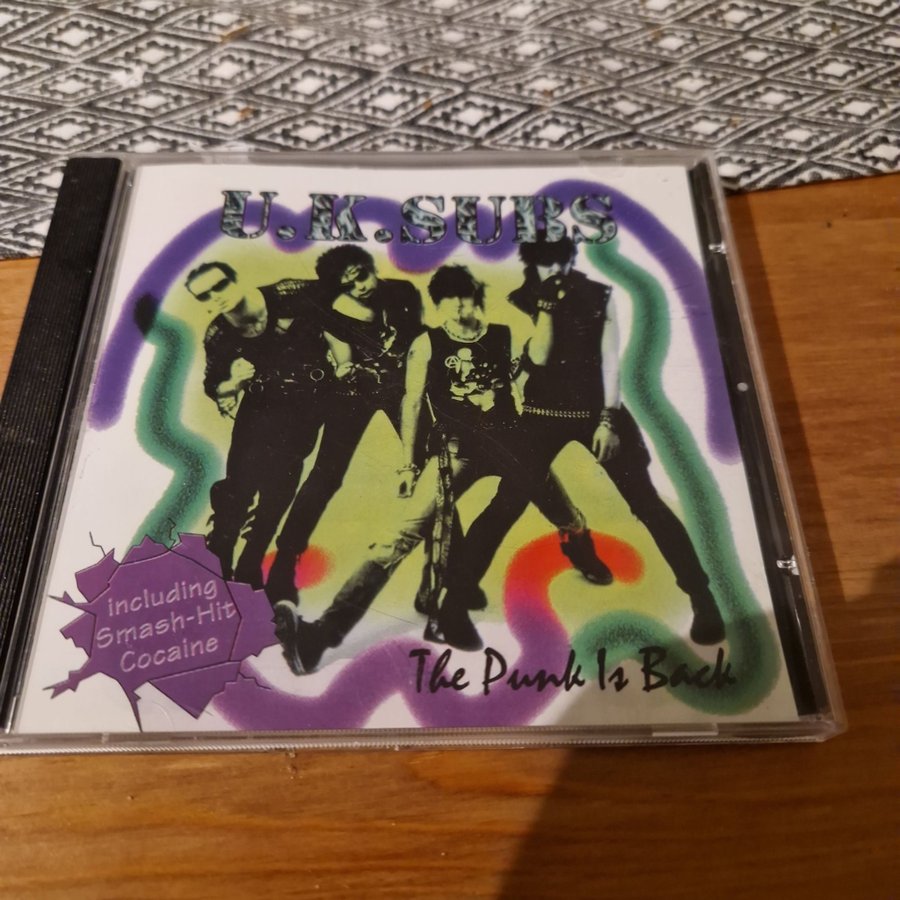 U.K.SUBS
including
Smash-Hit
Cocaine
The Punk Is Back